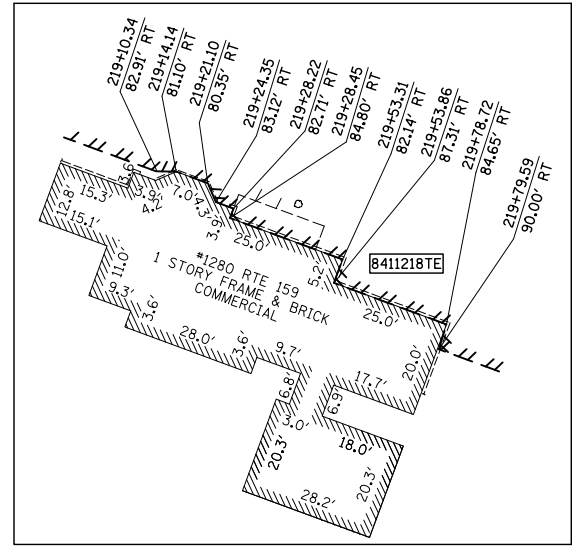 219+10.34
82.91' RT
219+14.14
81.10' RT
219+21.10
80.35' RT
219+24.35
83.12' RT
219+28.22
82.71' RT
219+28.45
84.80' RT
219+53.31
82.14' RT
219+53.86
87.31' RT
219+78.72
84.65' RT
219+79.59
90.00' RT
3.6'
15.3'
3.9'
4.2'
7.0'
4.3'
3.9'
25.0'
12.8'
15.1'
11.0'
9.3'
3.6'
28.0'
3.6'
9.7'
#1280 RTE 159
1 STORY FRAME & BRICK
COMMERCIAL
5.2'
8411218TE
25.0'
20.0'
17.7'
6.8'
6.9'
3.0'
18.0'
20.3'
20.3'
28.2'